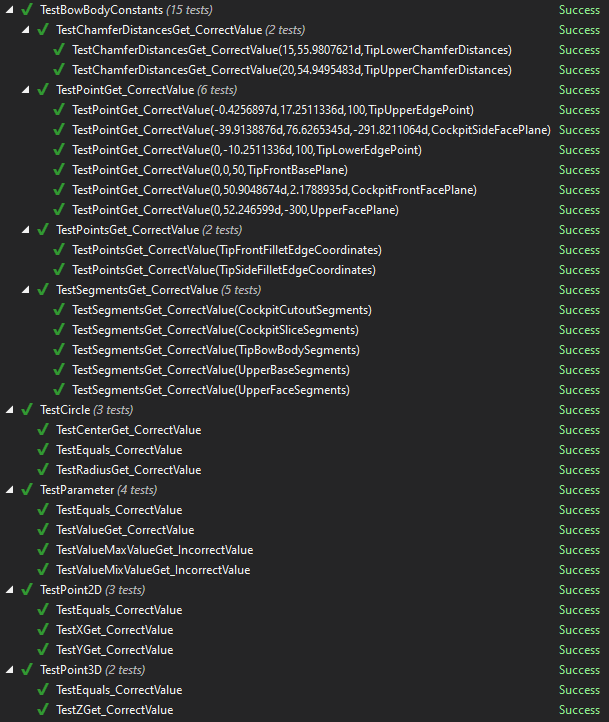 TestBowBodyConstants (15 tests) Success
TestChamferDistancesGet_CorrectValue (2 tests) Success
TestChamferDistancesGet_CorrectValue(15,55.9807621d,TipLowerChamferDistances) Success
TestChamferDistancesGet_CorrectValue(20,54.9495483d,TipUpperChamferDistances) Success
TestPointGet_CorrectValue (6 tests) Success
TestPointGet_CorrectValue(-0.4256897d,17.2511336d,100,TipUpperEdgePoint) Success
TestPointGet_CorrectValue(-39.9138876d,76.6265345d,-291.8211064d,CockpitSideFacePlane) Success
TestPointGet_CorrectValue(0,-10.2511336d,100,TipLowerEdgePoint) Success
TestPointGet_CorrectValue(0,0,50,TipFrontBasePlane) Success
TestPointGet_CorrectValue(0,50.9048674d,2.1788935d,CockpitFrontFacePlane) Success
TestPointGet_CorrectValue(0,52.246599d,-300,UpperFacePlane) Success
TestPointsGet_CorrectValue (2 tests) Success
TestPointsGet_CorrectValue(TipFrontFilletEdgeCoordinates) Success
TestPointsGet_CorrectValue(TipSideFilletEdgeCoordinates) Success
TestSegmentsGet_CorrectValue (5 tests) Success
TestSegmentsGet_CorrectValue(CockpitCutoutSegments) Success
TestSegmentsGet_CorrectValue(CockpitSliceSegments) Success
TestSegmentsGet_CorrectValue(TipBowBodySegments) Success
TestSegmentsGet_CorrectValue(UpperBaseSegments) Success
TestSegmentsGet_CorrectValue(UpperFaceSegments) Success
TestCircle (3 tests) Success
TestCenterGet_CorrectValue Success
TestEquals_CorrectValue Success
TestRadiusGet_CorrectValue Success
TestParameter (4 tests) Success
TestEquals_CorrectValue Success
TestValueGet_CorrectValue Success
TestValueMaxValueGet_IncorrectValue Success
TestValueMixValueGet_IncorrectValue Success
TestPoint2D (3 tests) Success
TestEquals_CorrectValue Success
TestXGet_CorrectValue Success
TestYGet_CorrectValue Success
TestPoint3D (2 tests) Success
TestEquals_CorrectValue Success
TestZGet_CorrectValue Success